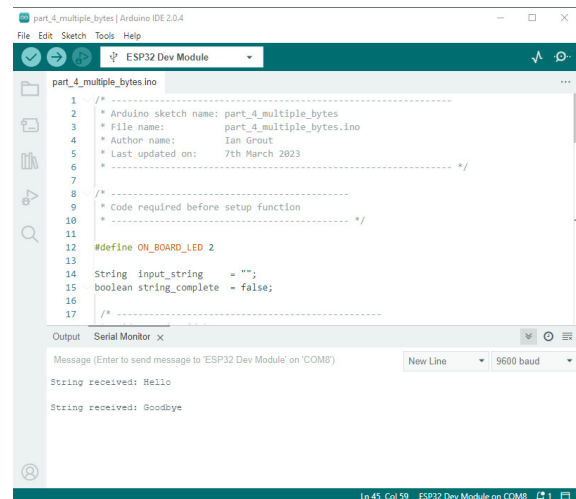 part_4_multiple_bytes | Arduino IDE 2.0.4
File Edit Sketch Tools Help
ESP32 Dev Module
part_4_multiple_bytes.ino
1 /* --------------------------------------------------------------
2 * Arduino sketch name: part_4_multiple_bytes
3 * File name: part_4_multiple_bytes.ino
4 * Author name: Ian Grout
5 * Last updated on: 7th March 2023
6 * -------------------------------------------------------------- */
7
8 /* -------------------------------------------
9 * Code required before setup function
10 * ------------------------------------------- */
11
12 #define ON_BOARD_LED 2
13
14 String input_string = "";
15 boolean string_complete = false;
16
17 /* ------------------------------------------------
Output Serial Monitor x
Message (Enter to send message to 'ESP32 Dev Module' on 'COM8') New Line 9600 baud
String received: Hello
String received: Goodbye
Ln 45, Col 59 ESP32 Dev Module on COM8 1